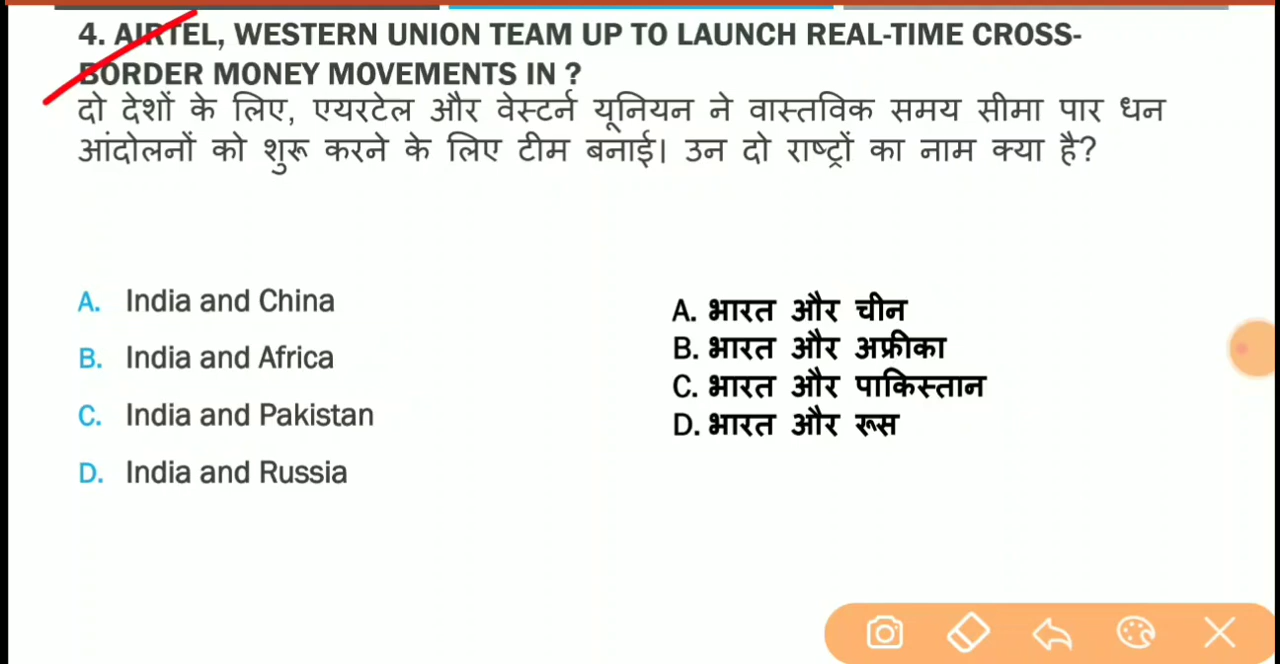 4. AIRTEL, WESTERN UNION TEAM UP TO LAUNCH REAL-TIME CROSS-
BORDER MONEY MOVEMENTS IN ?
दो देशों के लिए, एयरटेल और वेस्टर्न यूनियन ने वास्तविक समय सीमा पार धन
आंदोलनों को शुरू करने के लिए टीम बनाई। उन दो राष्ट्रों का नाम क्या है?
A. India and China
B. India and Africa
C. India and Pakistan
D. India and Russia
A. भारत और चीन
B. भारत और अफ्रीका
C. भारत और पाकिस्तान
D. भारत और रूस